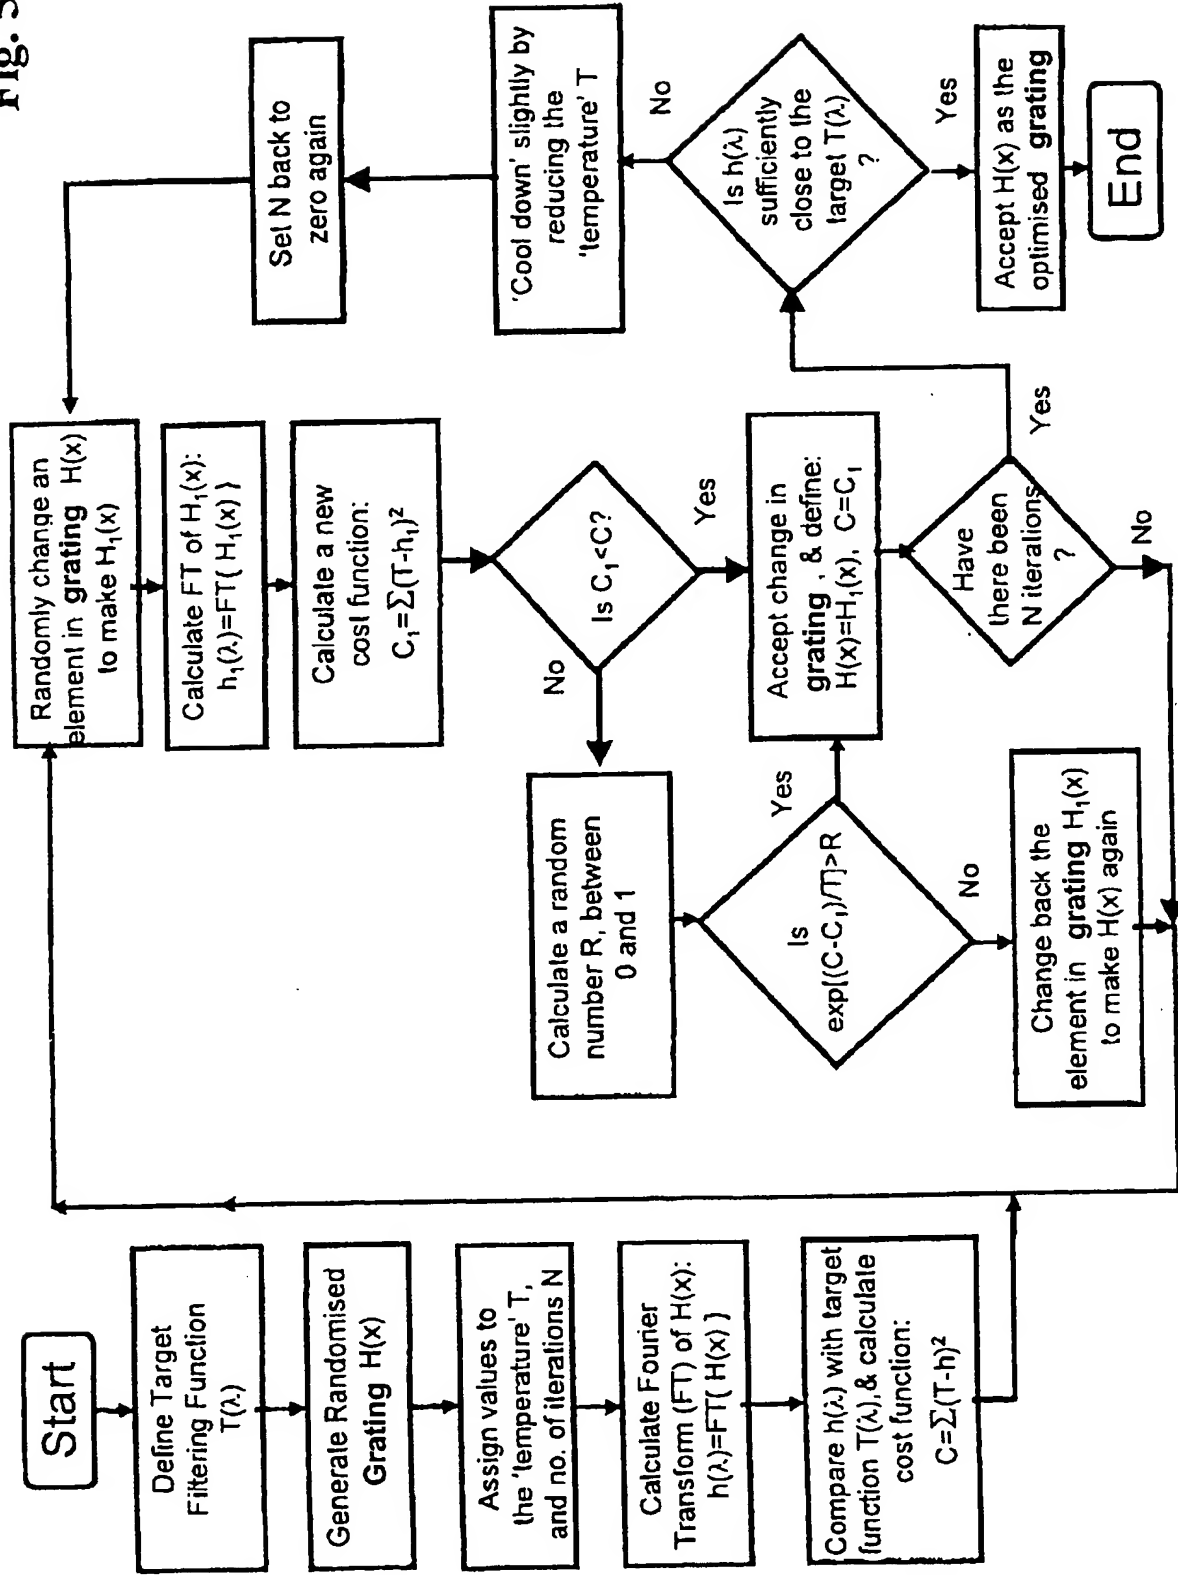 Fig. 5
Start
Define Target
Filtering Function
T(λ)
Generate Randomised
Grating H(x)
Assign values to
the 'temperature' T,
and no. of iterations N
Calculate Fourier
Transform (FT) of H(x):
h(λ)=FT{ H(x) }
Compare h(λ) with target
function T(λ),& calculate
cost function:
C=Σ(T-h)²
Randomly change an
element in grating H(x)
to make H₁(x)
Calculate FT of H₁(x):
h₁(λ)=FT{ H₁(x) }
Calculate a new
cost function:
C₁=Σ(T-h₁)²
Is C₁<C?
No
Yes
Calculate a random
number R, between
0 and 1
Is
exp[(C-C₁)/T]>R
Yes
No
Change back the
element in grating H₁(x)
to make H(x) again
Accept change in
grating , & define:
H(x)=H₁(x), C=C₁
Have
there been
N iterations
?
Yes
No
Is h(λ)
sufficiently
close to the
target T(λ)
?
No
Yes
'Cool down' slightly by
reducing the
'temperature' T
Set N back to
zero again
Accept H(x) as the
optimised grating
End